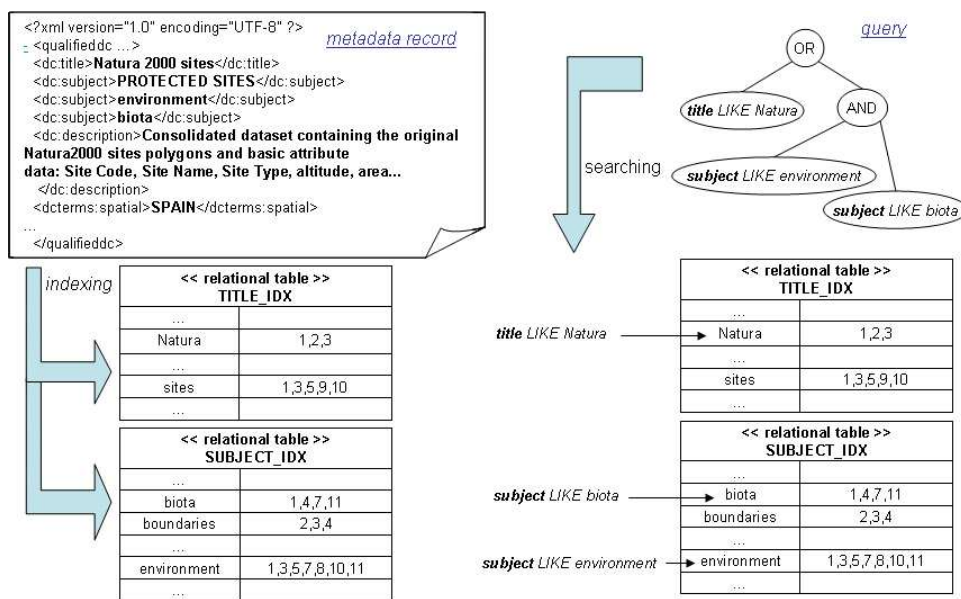 <?xml version="1.0" encoding="UTF-8" ?>
- <qualifieddc ...>
<dc:title>Natura 2000 sites</dc:title>
<dc:subject>PROTECTED SITES</dc:subject>
<dc:subject>environment</dc:subject>
<dc:subject>biota</dc:subject>
<dc:description>Consolidated dataset containing the original
Natura2000 sites polygons and basic attribute
data: Site Code, Site Name, Site Type, altitude, area...
</dc:description>
<dcterms:spatial>SPAIN</dcterms:spatial>
...
</qualifieddc>
metadata record
query
OR
title LIKE Natura
AND
subject LIKE environment
subject LIKE biota
searching
indexing
<< relational table >>
TITLE_IDX
...
Natura 1,2,3
...
sites 1,3,5,9,10
...
<< relational table >>
SUBJECT_IDX
...
biota 1,4,7,11
boundaries 2,3,4
...
environment 1,3,5,7,8,10,11
...
title LIKE Natura
subject LIKE biota
subject LIKE environment
<< relational table >>
TITLE_IDX
...
Natura 1,2,3
...
sites 1,3,5,9,10
...
<< relational table >>
SUBJECT_IDX
...
biota 1,4,7,11
boundaries 2,3,4
...
environment 1,3,5,7,8,10,11
...